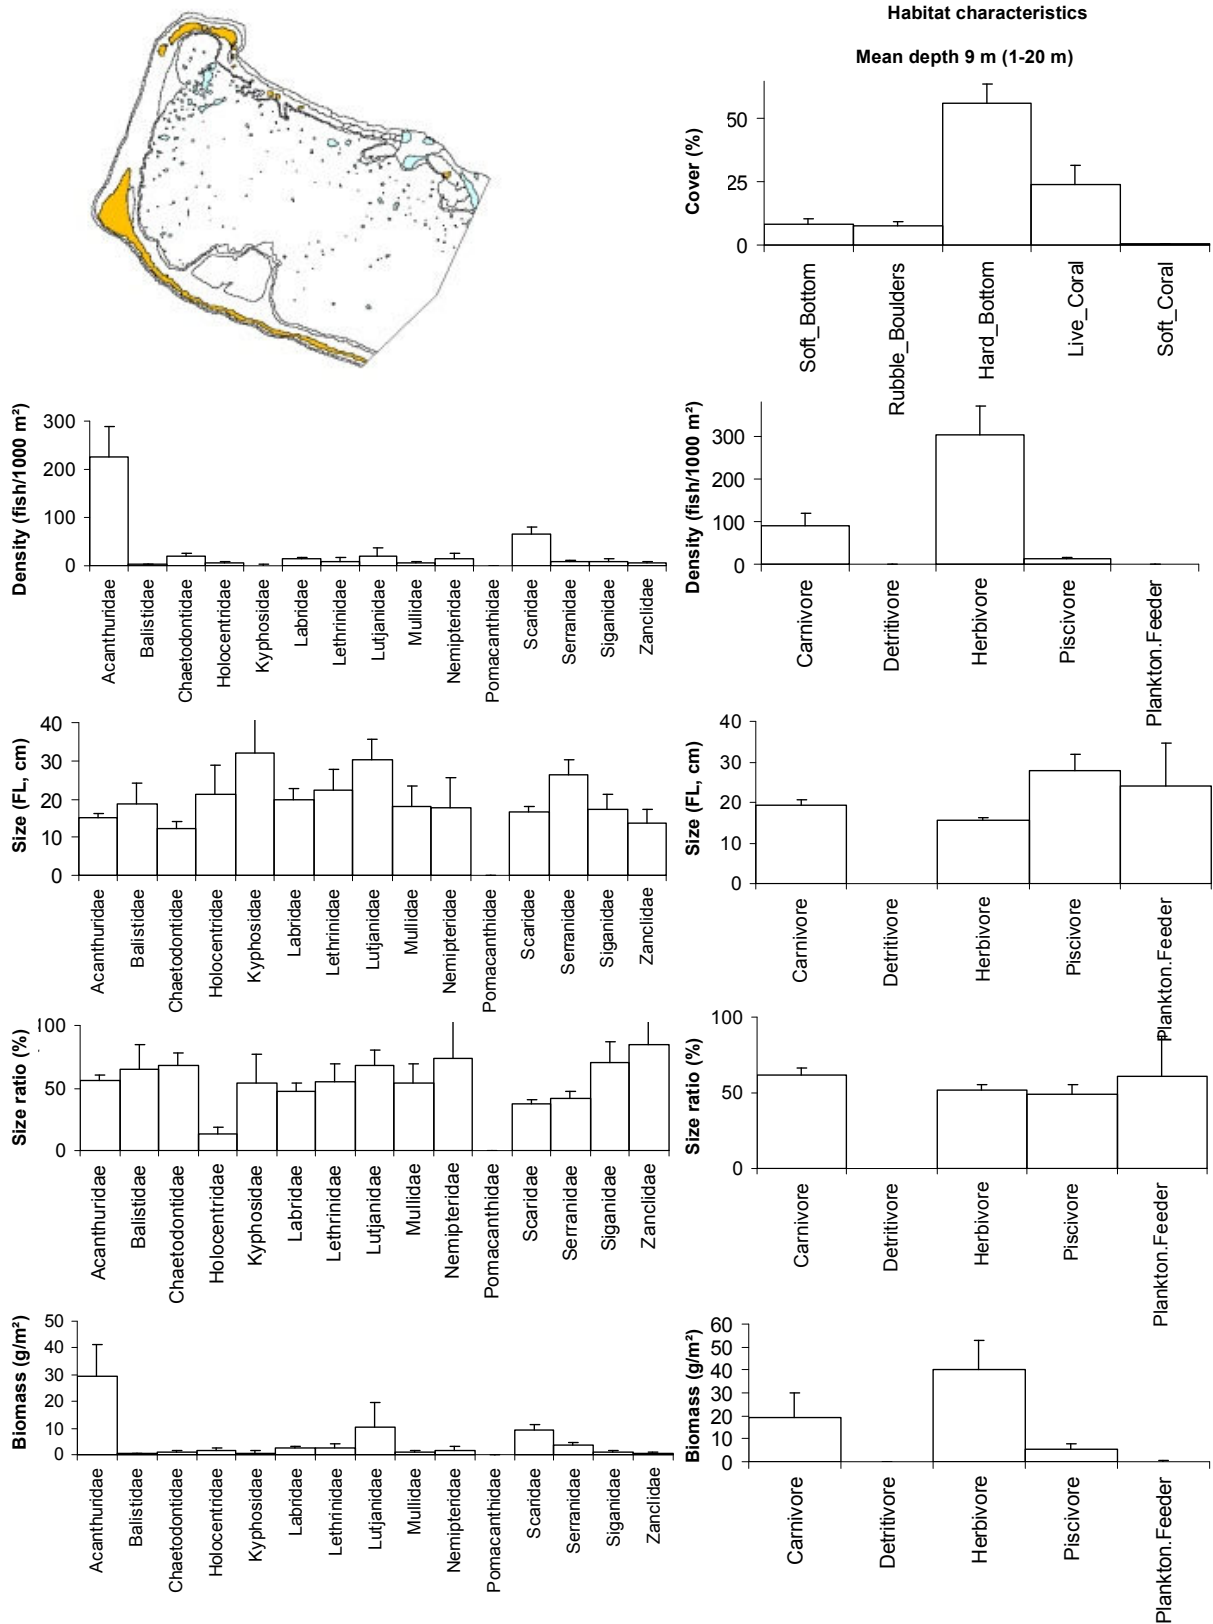 Habitat characteristics
Mean depth 9 m (1-20 m)
Cover (%)
50
25
0
Soft_Bottom
Rubble_Boulders
Hard_Bottom
Live_Coral
Soft_Coral
Density (fish/1000 m²)
300
200
100
0
Acanthuridae
Balistidae
Chaetodontidae
Holocentridae
Kyphosidae
Labridae
Lethrinidae
Lutjanidae
Mullidae
Nemipteridae
Pomacanthidae
Scaridae
Serranidae
Siganidae
Zanclidae
Density (fish/1000 m²)
300
200
100
0
Carnivore
Detritivore
Herbivore
Piscivore
Plankton.Feeder
Size (FL, cm)
40
30
20
10
0
Acanthuridae
Balistidae
Chaetodontidae
Holocentridae
Kyphosidae
Labridae
Lethrinidae
Lutjanidae
Mullidae
Nemipteridae
Pomacanthidae
Scaridae
Serranidae
Siganidae
Zanclidae
Size (FL, cm)
40
30
20
10
0
Carnivore
Detritivore
Herbivore
Piscivore
Plankton.Feeder
Size ratio (%)
100
50
0
Acanthuridae
Balistidae
Chaetodontidae
Holocentridae
Kyphosidae
Labridae
Lethrinidae
Lutjanidae
Mullidae
Nemipteridae
Pomacanthidae
Scaridae
Serranidae
Siganidae
Zanclidae
Size ratio (%)
100
50
0
Carnivore
Detritivore
Herbivore
Piscivore
Plankton.Feeder
Biomass (g/m²)
50
40
30
20
10
0
Acanthuridae
Balistidae
Chaetodontidae
Holocentridae
Kyphosidae
Labridae
Lethrinidae
Lutjanidae
Mullidae
Nemipteridae
Pomacanthidae
Scaridae
Serranidae
Siganidae
Zanclidae
Biomass (g/m²)
60
50
40
30
20
10
0
Carnivore
Detritivore
Herbivore
Piscivore
Plankton.Feeder